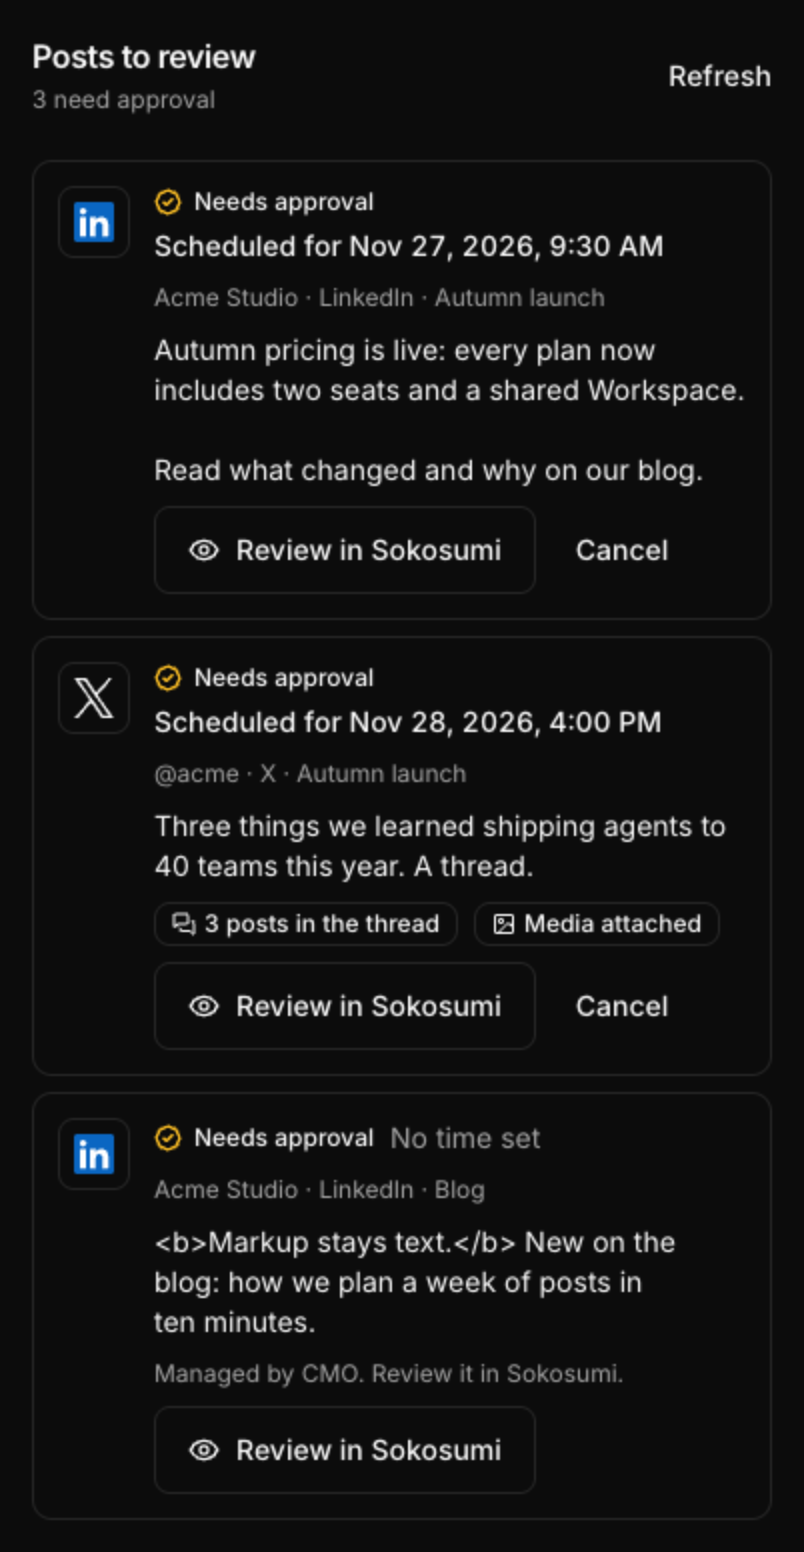 Posts to review
3 need approval
Refresh
in
Needs approval
Scheduled for Nov 27, 2026, 9:30 AM
Acme Studio · LinkedIn · Autumn launch
Autumn pricing is live: every plan now
includes two seats and a shared Workspace.
Read what changed and why on our blog.
Review in Sokosumi
Cancel
X
Needs approval
Scheduled for Nov 28, 2026, 4:00 PM
@acme · X · Autumn launch
Three things we learned shipping agents to
40 teams this year. A thread.
3 posts in the thread
Media attached
Review in Sokosumi
Cancel
in
Needs approval No time set
Acme Studio · LinkedIn · Blog
<b>Markup stays text.</b> New on the
blog: how we plan a week of posts in
ten minutes.
Managed by CMO. Review it in Sokosumi.
Review in Sokosumi